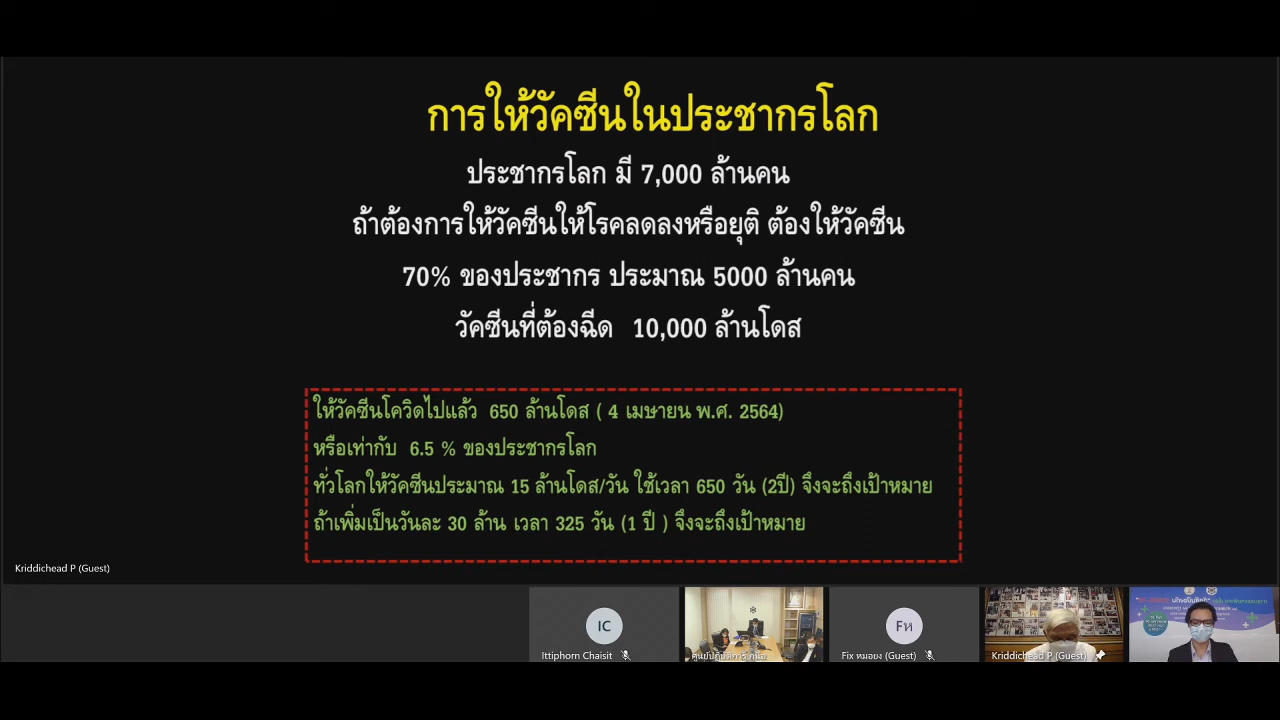 การให้วัคซีนในประชากรโลก
ประชากรโลก มี 7,000 ล้านคน
ถ้าต้องการให้วัคซีนให้โรคลดลงหรือยุติ ต้องให้วัคซีน
70% ของประชากร ประมาณ 5000 ล้านคน
วัคซีนที่ต้องฉีด 10,000 ล้านโดส
ให้วัคซีนโควิดไปแล้ว 650 ล้านโดส ( 4 เมษายน พ.ศ. 2564)
หรือเท่ากับ 6.5 % ของประชากรโลก
ทั่วโลกให้วัคซีนประมาณ 15 ล้านโดส/วัน ใช้เวลา 650 วัน (2ปี) จึงจะถึงเป้าหมาย
ถ้าเพิ่มเป็นวันละ 30 ล้าน เวลา 325 วัน (1 ปี ) จึงจะถึงเป้าหมาย
Kriddichead P (Guest)
IC
Fห
Ittiphorn Chaisit
ศูนย์ปฏิบัติการ
Fix หมอยง (Guest)
Kriddichead P (Guest)